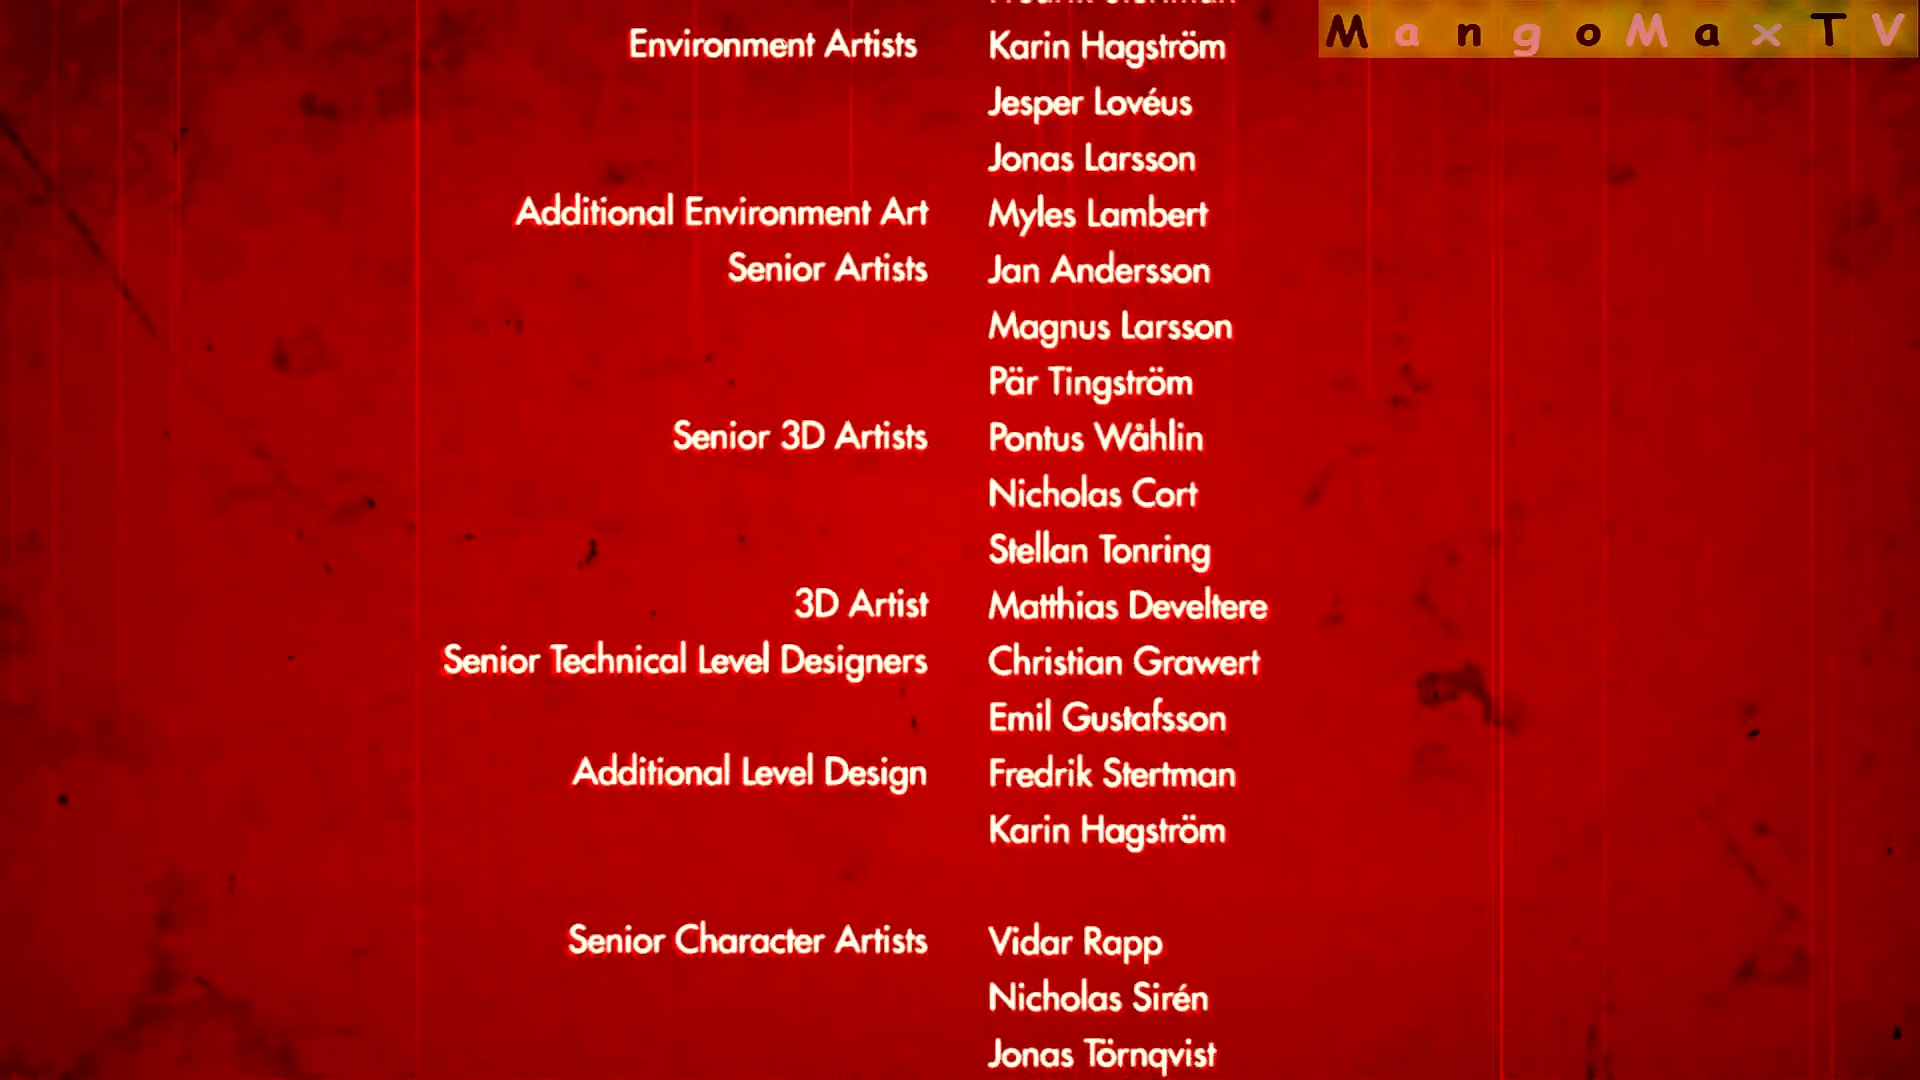 Fredrik Stertman
Environment Artists Karin Hagström
MangoMaxTV
Jesper Lovéus
Jonas Larsson
Additional Environment Art Myles Lambert
Senior Artists Jan Andersson
Magnus Larsson
Pär Tingström
Senior 3D Artists Pontus Wåhlin
Nicholas Cort
Stellan Tonring
3D Artist Matthias Develtere
Senior Technical Level Designers Christian Grawert
Emil Gustafsson
Additional Level Design Fredrik Stertman
Karin Hagström
Senior Character Artists Vidar Rapp
Nicholas Sirén
Jonas Törnqvist